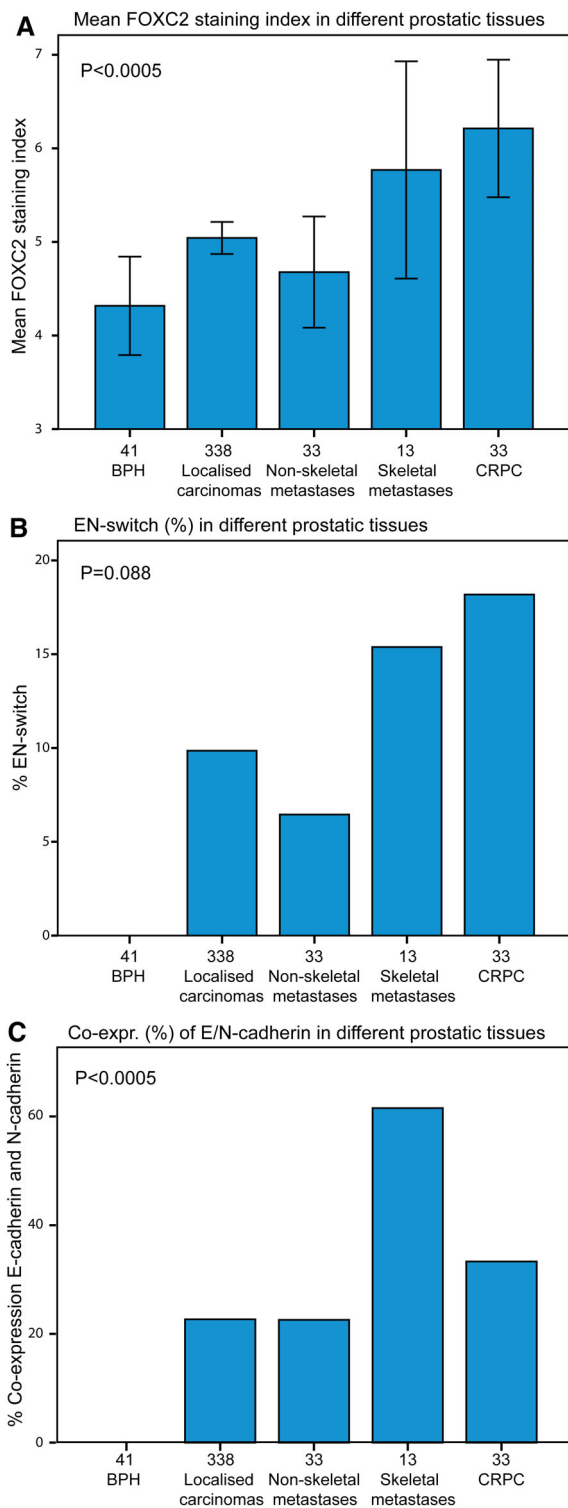 A
Mean FOXC2 staining index in different prostatic tissues
P<0.0005
Mean FOXC2 staining index
7
6
5
4
3
41 338 33 13 33
BPH Localised Non-skeletal Skeletal CRPC
carcinomas metastases metastases
B
EN-switch (%) in different prostatic tissues
P=0.088
% EN-switch
20
15
10
5
0
41 338 33 13 33
BPH Localised Non-skeletal Skeletal CRPC
carcinomas metastases metastases
C
Co-expr. (%) of E/N-cadherin in different prostatic tissues
P<0.0005
% Co-expression E-cadherin and N-cadherin
60
40
20
0
41 338 33 13 33
BPH Localised Non-skeletal Skeletal CRPC
carcinomas metastases metastases